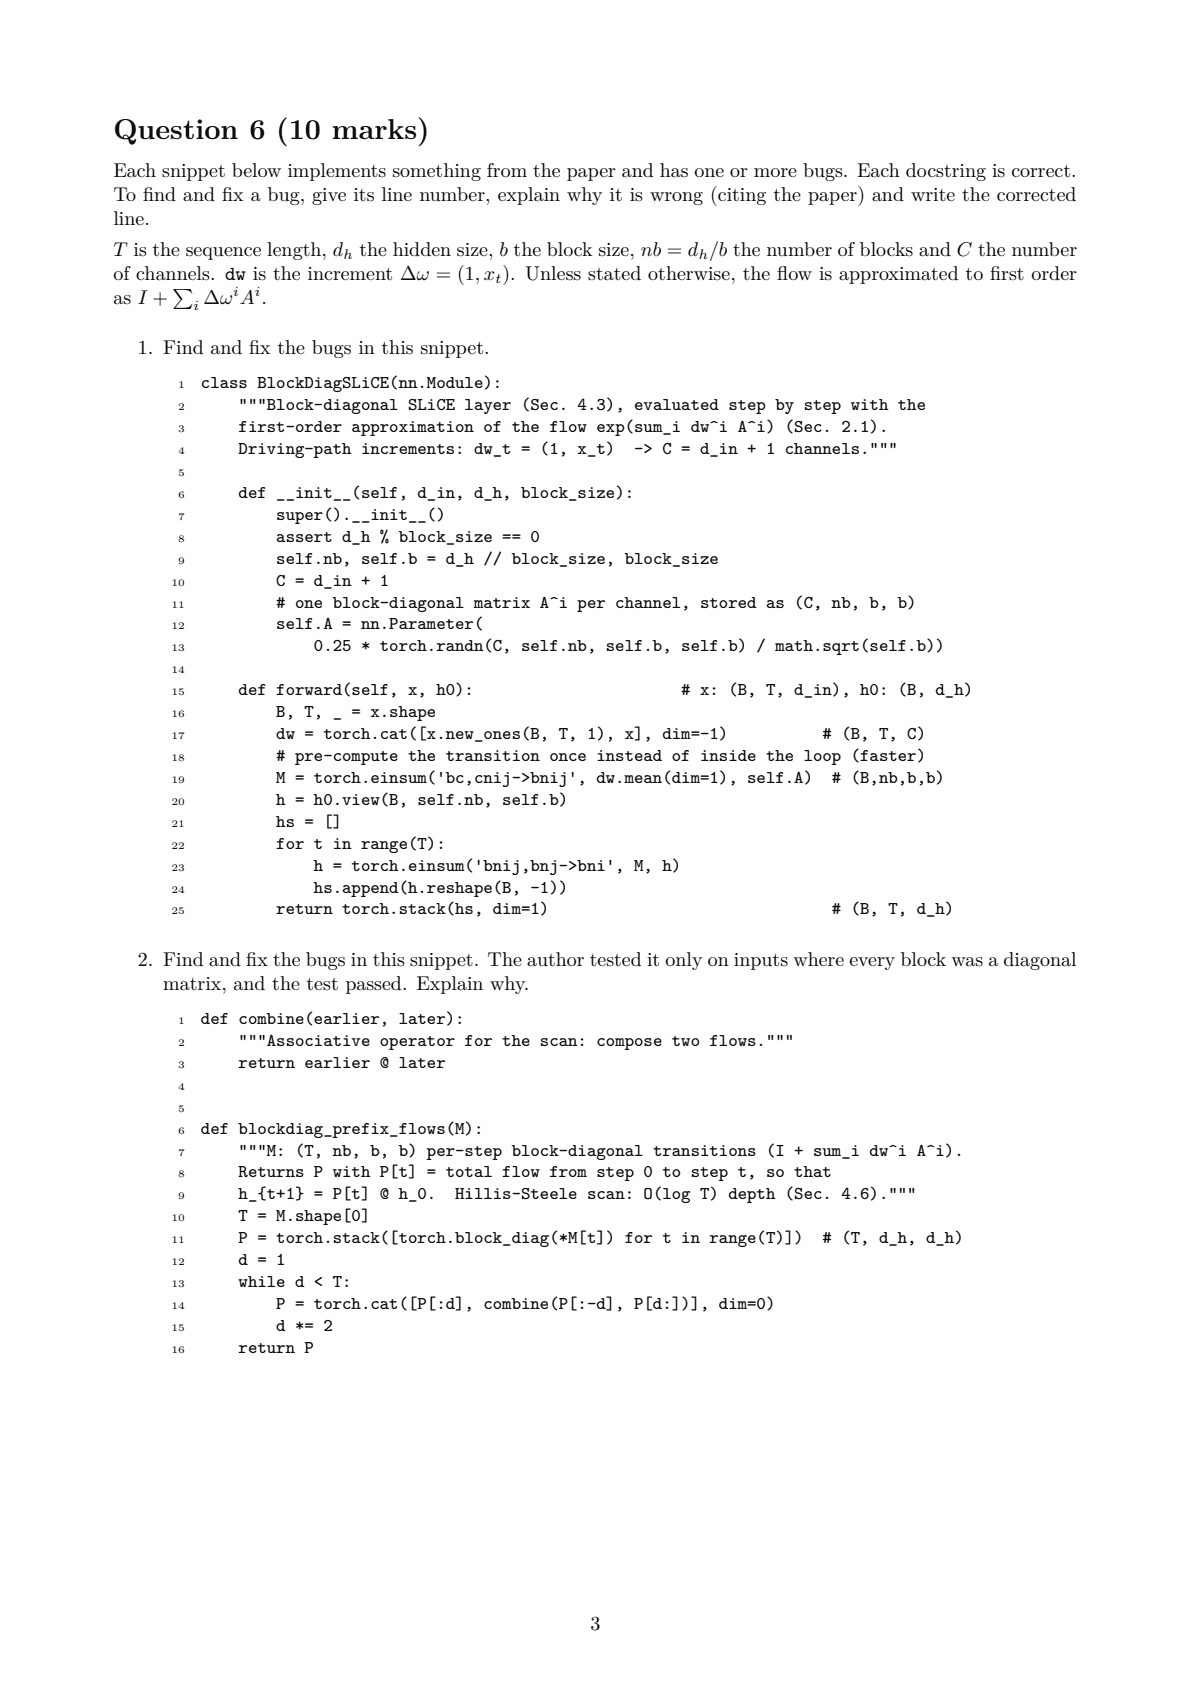 Question 6 (10 marks)
Each snippet below implements something from the paper and has one or more bugs. Each docstring is correct.
To find and fix a bug, give its line number, explain why it is wrong (citing the paper) and write the corrected
line.
T is the sequence length, d_h the hidden size, b the block size, nb = d_h/b the number of blocks and C the number
of channels. dw is the increment Δω = (1, x_t). Unless stated otherwise, the flow is approximated to first order
as I + ∑_i Δω^i A^i.
1. Find and fix the bugs in this snippet.
1 class BlockDiagSLiCE(nn.Module):
2     """Block-diagonal SLiCE layer (Sec. 4.3), evaluated step by step with the
3     first-order approximation of the flow exp(sum_i dw^i A^i) (Sec. 2.1).
4     Driving-path increments: dw_t = (1, x_t)  -> C = d_in + 1 channels."""
5
6     def __init__(self, d_in, d_h, block_size):
7         super().__init__()
8         assert d_h % block_size == 0
9         self.nb, self.b = d_h // block_size, block_size
10         C = d_in + 1
11         # one block-diagonal matrix A^i per channel, stored as (C, nb, b, b)
12         self.A = nn.Parameter(
13             0.25 * torch.randn(C, self.nb, self.b, self.b) / math.sqrt(self.b))
14
15     def forward(self, x, h0):                      # x: (B, T, d_in), h0: (B, d_h)
16         B, T, _ = x.shape
17         dw = torch.cat([x.new_ones(B, T, 1), x], dim=-1)          # (B, T, C)
18         # pre-compute the transition once instead of inside the loop (faster)
19         M = torch.einsum('bc,cnij->bnij', dw.mean(dim=1), self.A)  # (B,nb,b,b)
20         h = h0.view(B, self.nb, self.b)
21         hs = []
22         for t in range(T):
23             h = torch.einsum('bnij,bnj->bni', M, h)
24             hs.append(h.reshape(B, -1))
25         return torch.stack(hs, dim=1)                              # (B, T, d_h)
2. Find and fix the bugs in this snippet. The author tested it only on inputs where every block was a diagonal
matrix, and the test passed. Explain why.
1 def combine(earlier, later):
2     """Associative operator for the scan: compose two flows."""
3     return earlier @ later
4
5
6 def blockdiag_prefix_flows(M):
7     """M: (T, nb, b, b) per-step block-diagonal transitions (I + sum_i dw^i A^i).
8     Returns P with P[t] = total flow from step 0 to step t, so that
9     h_{t+1} = P[t] @ h_0.  Hillis-Steele scan: O(log T) depth (Sec. 4.6)."""
10     T = M.shape[0]
11     P = torch.stack([torch.block_diag(*M[t]) for t in range(T)])  # (T, d_h, d_h)
12     d = 1
13     while d < T:
14         P = torch.cat([P[:d], combine(P[:-d], P[d:])], dim=0)
15         d *= 2
16     return P
3